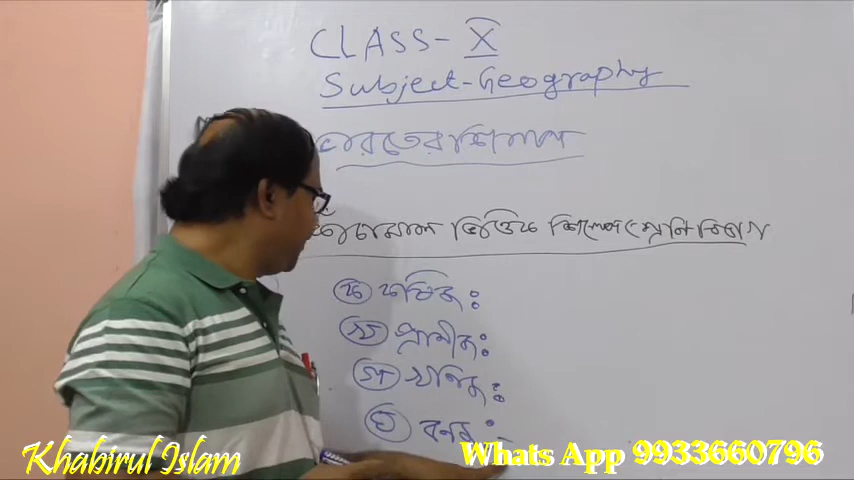 CLASS - X
Subject - Geography
ভারতের শিল্প
কাঁচামাল ভিত্তিক শিল্পের শ্রেণি বিভাগ
(ক) কৃষিজ :
(খ) প্রাণীজ :
(গ) খনিজ :
(ঘ) বনজ :
Khabirul Islam
Whats App 9933660796